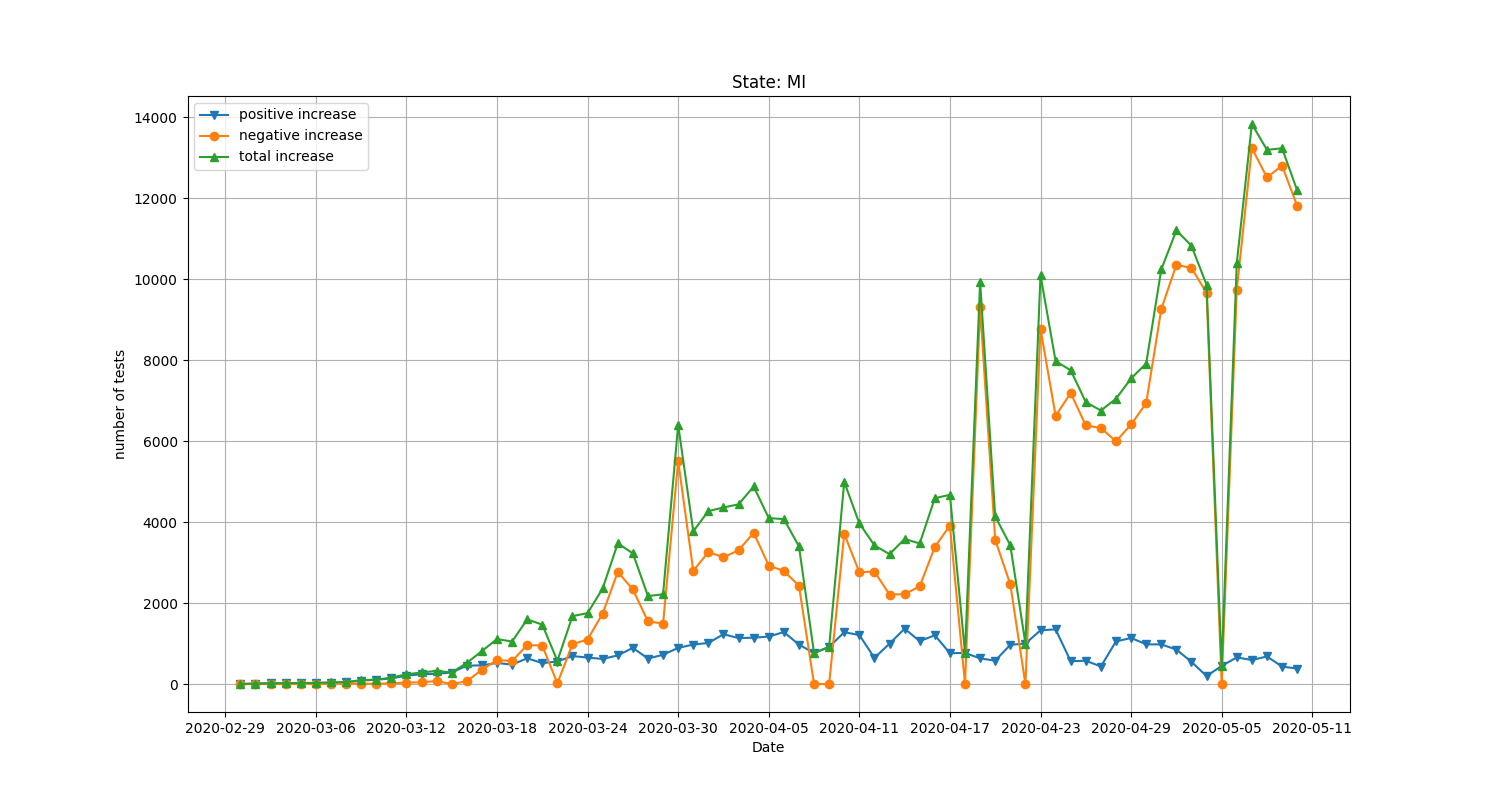 State: MI
positive increase
negative increase
total increase
14000
12000
10000
8000
6000
4000
2000
0
number of tests
2020-02-29 2020-03-06 2020-03-12 2020-03-18 2020-03-24 2020-03-30 2020-04-05 2020-04-11 2020-04-17 2020-04-23 2020-04-29 2020-05-05 2020-05-11
Date